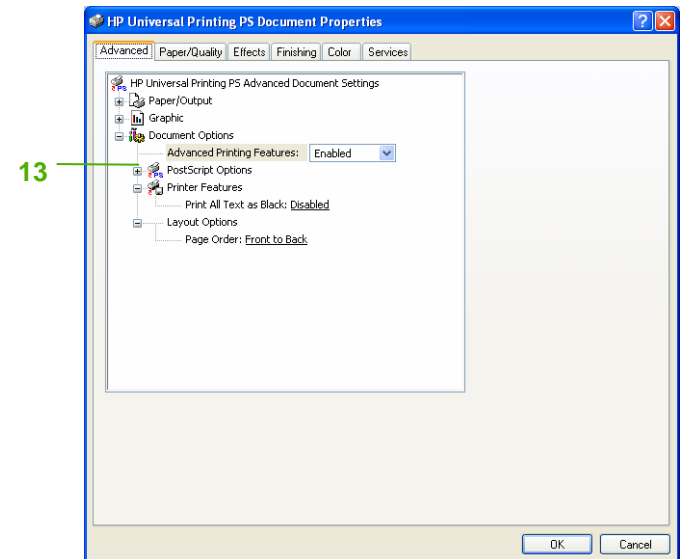 HP Universal Printing PS Document Properties
Advanced Paper/Quality Effects Finishing Color Services
HP Universal Printing PS Advanced Document Settings
Paper/Output
Graphic
Document Options
Advanced Printing Features: Enabled
13
PostScript Options
Printer Features
Print All Text as Black: Disabled
Layout Options
Page Order: Front to Back
OK Cancel